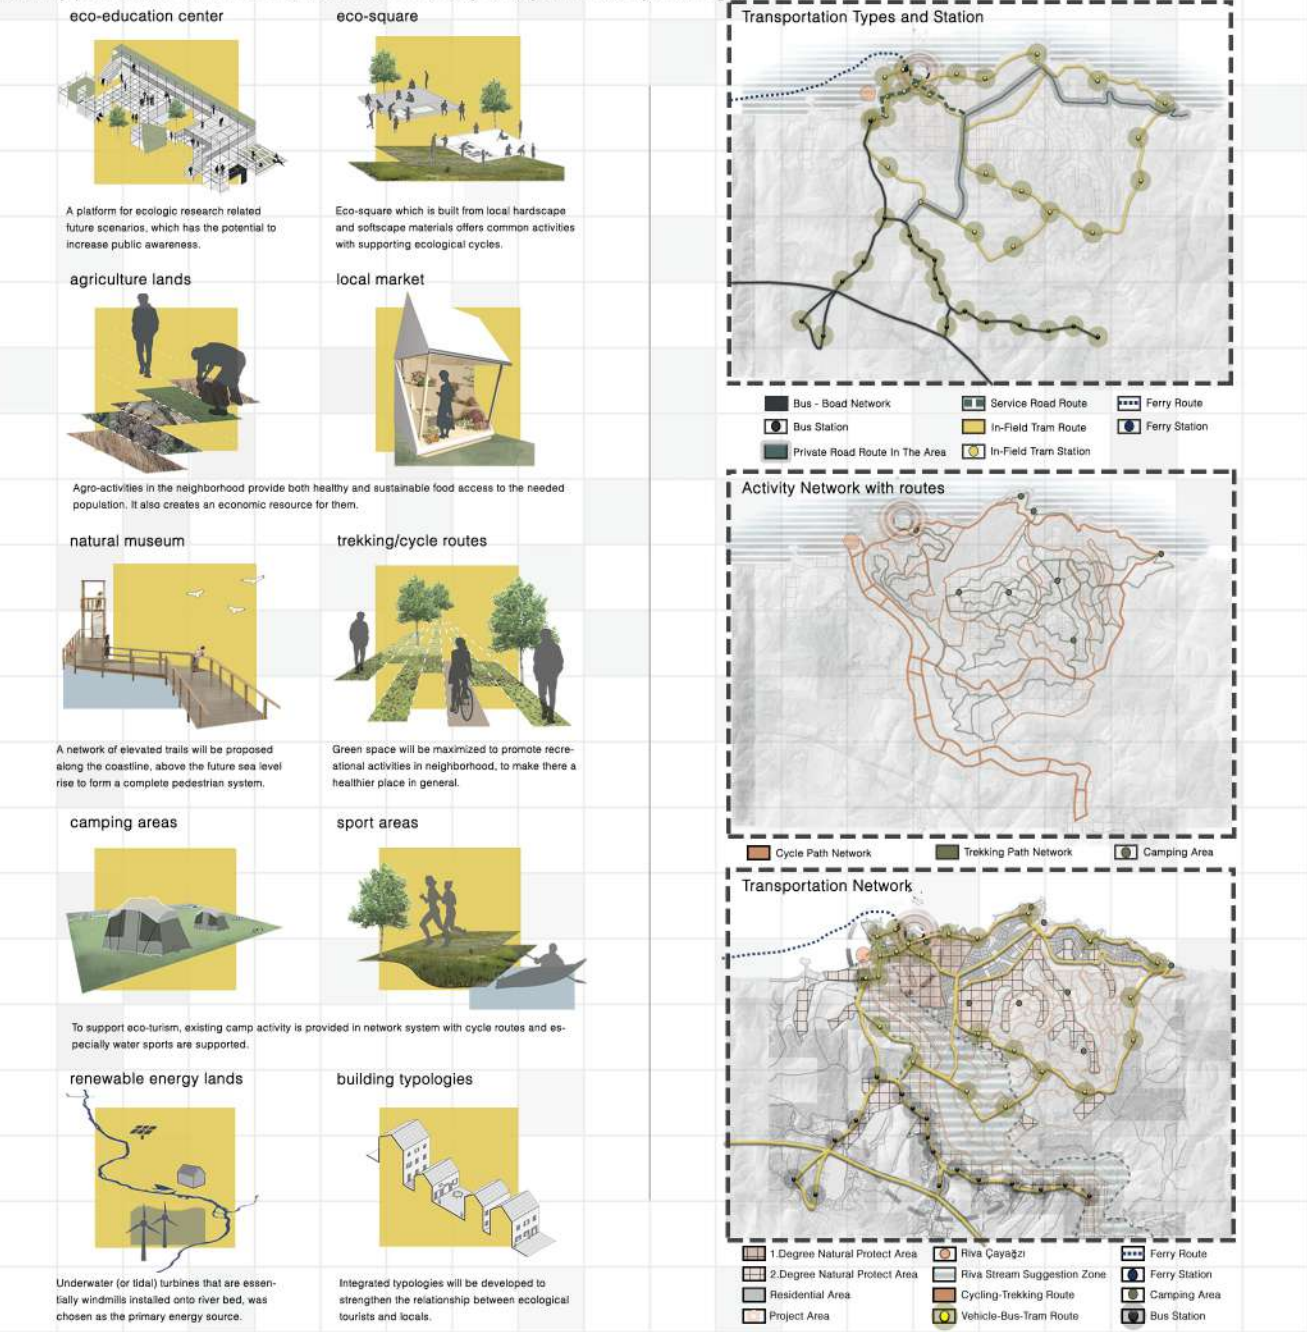 eco-education center
A platform for ecologic research related
future scenarios, which has the potential to
increase public awareness.
eco-square
Eco-square which is built from local hardscape
and softscape materials offers common activities
with supporting ecological cycles.
agriculture lands
local market
Agro-activities in the neighborhood provide both healthy and sustainable food access to the needed
population. It also creates an economic resource for them.
natural museum
A network of elevated trails will be proposed
along the coastline, above the future sea level
rise to form a complete pedestrian system.
trekking/cycle routes
Green space will be maximized to promote recre-
ational activities in neighborhood, to make there a
healthier place in general.
camping areas
sport areas
To support eco-turism, existing camp activity is provided in network system with cycle routes and es-
pecially water sports are supported.
renewable energy lands
Underwater (or tidal) turbines that are essen-
tially windmills installed onto river bed, was
chosen as the primary energy source.
building typologies
Integrated typologies will be developed to
strengthen the relationship between ecological
tourists and locals.
Transportation Types and Station
Bus - Boad Network
Service Road Route
Ferry Route
Bus Station
In-Field Tram Route
Ferry Station
Private Road Route In The Area
In-Field Tram Station
Activity Network with routes
Cycle Path Network
Trekking Path Network
Camping Area
Transportation Network
1.Degree Natural Protect Area
Riva Çayağzı
Ferry Route
2.Degree Natural Protect Area
Riva Stream Suggestion Zone
Ferry Station
Residential Area
Cycling-Trekking Route
Camping Area
Project Area
Vehicle-Bus-Tram Route
Bus Station